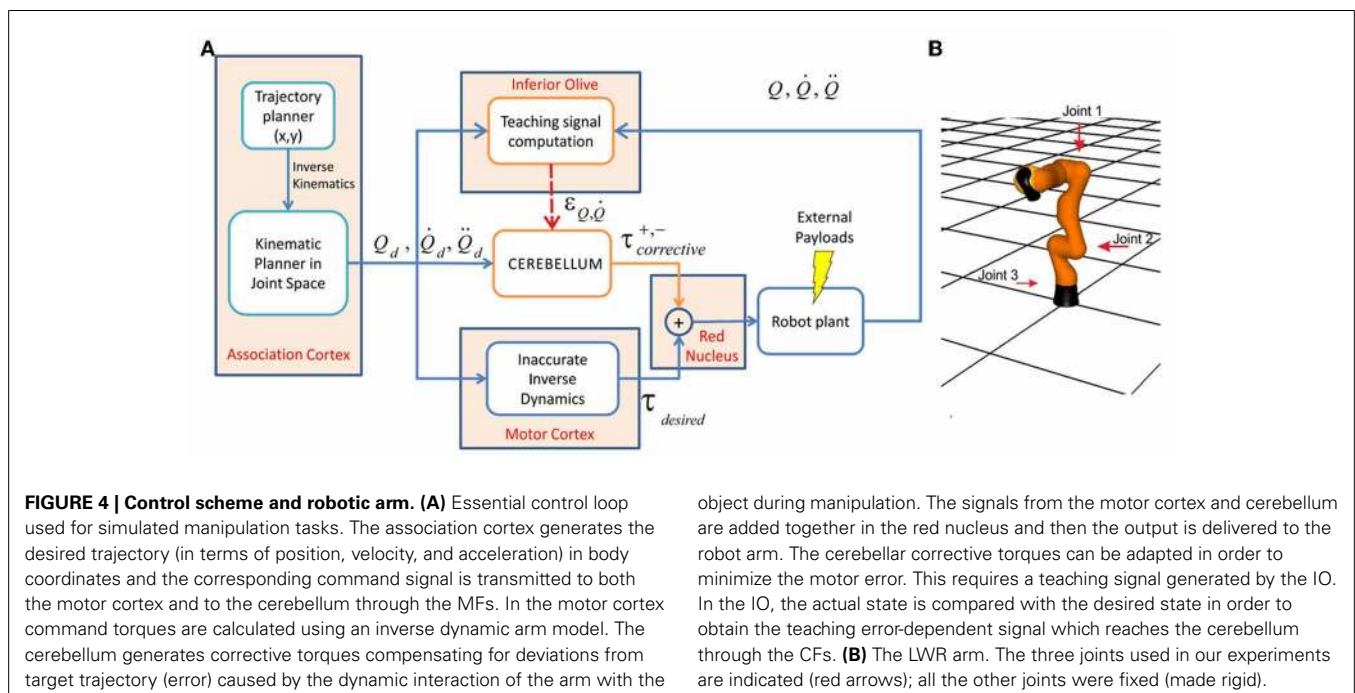 A
Trajectory
planner
(x,y)
Inverse
Kinematics
Kinematic
Planner in
Joint Space
Association Cortex
Q_d , Q̇_d , Q̈_d
Inferior Olive
Teaching signal
computation
ε_{Q,Q̇}
CEREBELLUM
τ^{+,-}_{corrective}
Inaccurate
Inverse
Dynamics
Motor Cortex
τ_{desired}
+
Red
Nucleus
External
Payloads
Robot plant
Q, Q̇, Q̈
B
Joint 1
Joint 2
Joint 3
FIGURE 4 | Control scheme and robotic arm. (A) Essential control loop
used for simulated manipulation tasks. The association cortex generates the
desired trajectory (in terms of position, velocity, and acceleration) in body
coordinates and the corresponding command signal is transmitted to both
the motor cortex and to the cerebellum through the MFs. In the motor cortex
command torques are calculated using an inverse dynamic arm model. The
cerebellum generates corrective torques compensating for deviations from
target trajectory (error) caused by the dynamic interaction of the arm with the
object during manipulation. The signals from the motor cortex and cerebellum
are added together in the red nucleus and then the output is delivered to the
robot arm. The cerebellar corrective torques can be adapted in order to
minimize the motor error. This requires a teaching signal generated by the IO.
In the IO, the actual state is compared with the desired state in order to
obtain the teaching error-dependent signal which reaches the cerebellum
through the CFs. (B) The LWR arm. The three joints used in our experiments
are indicated (red arrows); all the other joints were fixed (made rigid).